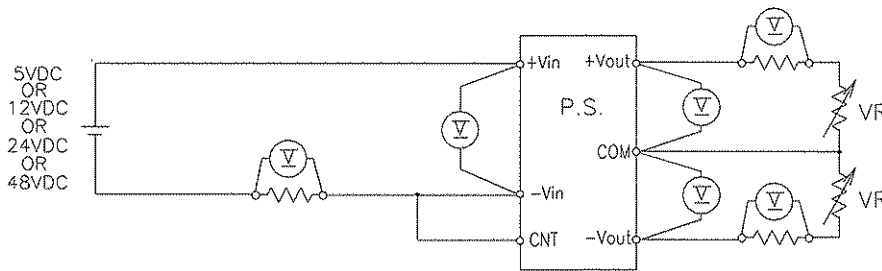 5VDC
OR
12VDC
OR
24VDC
OR
48VDC
V
V
+Vin
-Vin
CNT
P.S.
+Vout
COM
-Vout
V
V
V
V
VR
VR